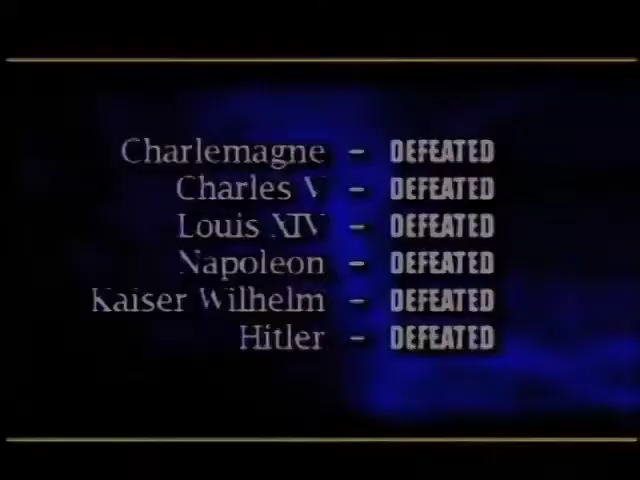 Charlemagne - DEFEATED
Charles V - DEFEATED
Louis XIV - DEFEATED
Napoleon - DEFEATED
Kaiser Wilhelm - DEFEATED
Hitler - DEFEATED